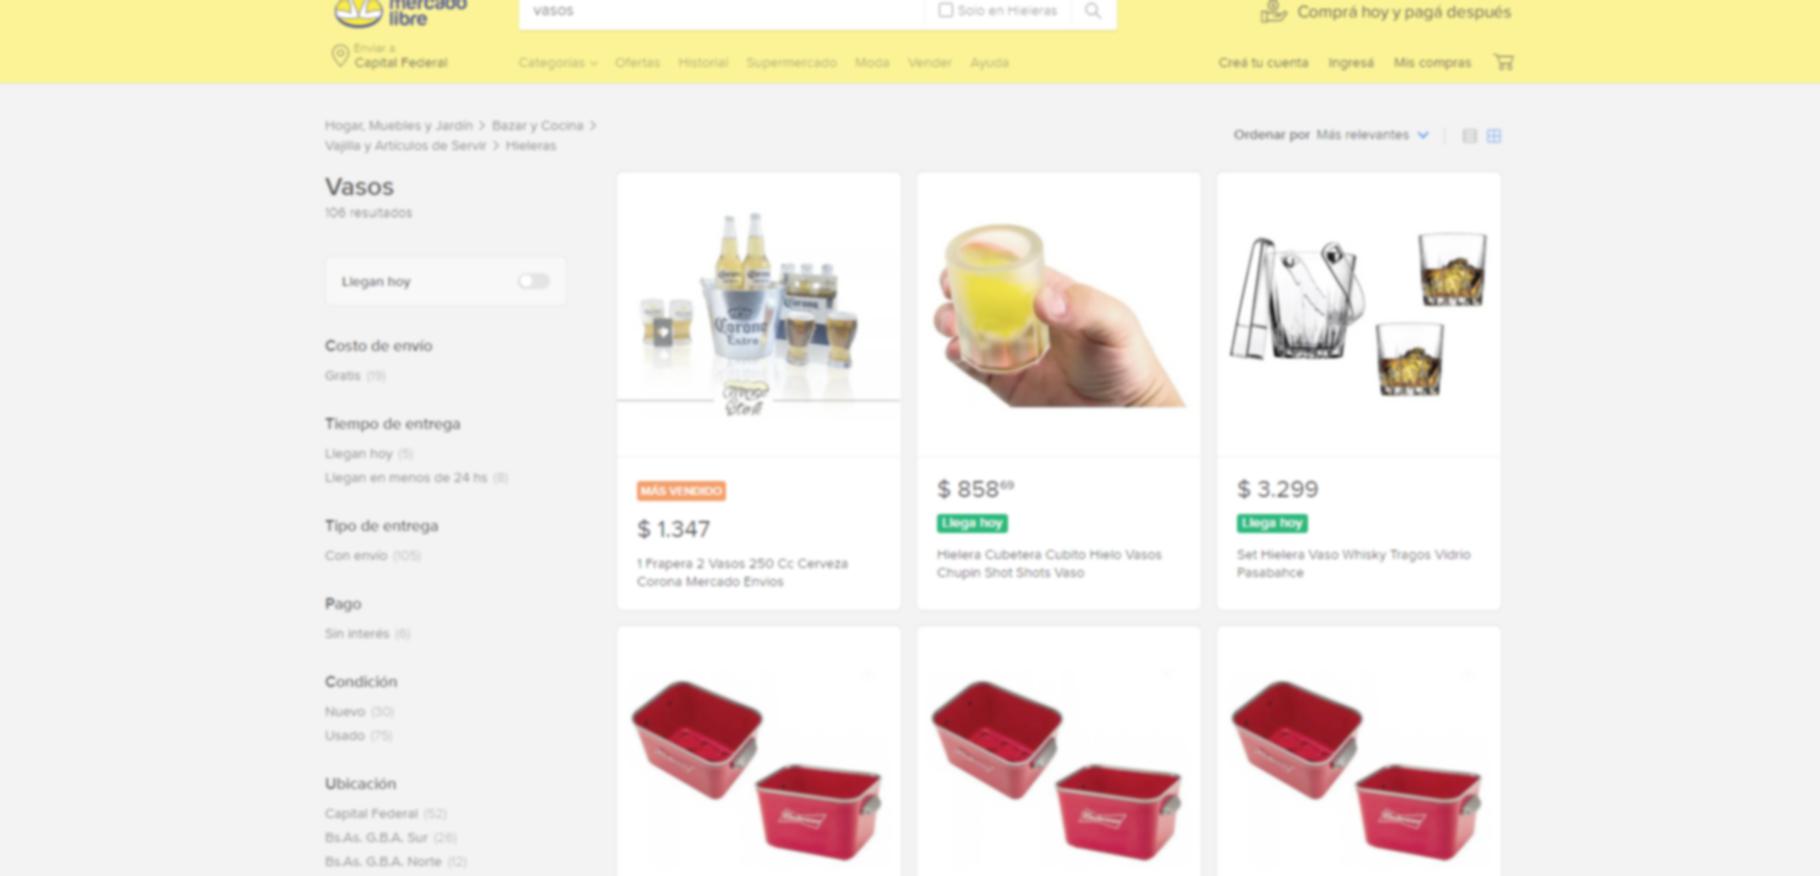 mercado
libre
vasos
Solo en Hieleras
Comprá hoy y pagá después
Enviar a
Capital Federal
Categorías Ofertas Historial Supermercado Moda Vender Ayuda
Creá tu cuenta Ingresá Mis compras
Hogar, Muebles y Jardín > Bazar y Cocina >
Vajilla y Artículos de Servir > Hieleras
Ordenar por Más relevantes
Vasos
106 resultados
Llegan hoy
Costo de envío
Gratis (19)
Tiempo de entrega
Llegan hoy (5)
Llegan en menos de 24 hs (8)
Tipo de entrega
Con envío (105)
Pago
Sin interés (6)
Condición
Nuevo (30)
Usado (75)
Ubicación
Capital Federal (52)
Bs.As. G.B.A. Sur (26)
Bs.As. G.B.A. Norte (12)
Corona
Extra
MÁS VENDIDO
$ 1.347
1 Frapera 2 Vasos 250 Cc Cerveza
Corona Mercado Envios
$ 858 69
Llega hoy
Hielera Cubetera Cubito Hielo Vasos
Chupin Shot Shots Vaso
$ 3.299
Llega hoy
Set Hielera Vaso Whisky Tragos Vidrio
Pasabahce